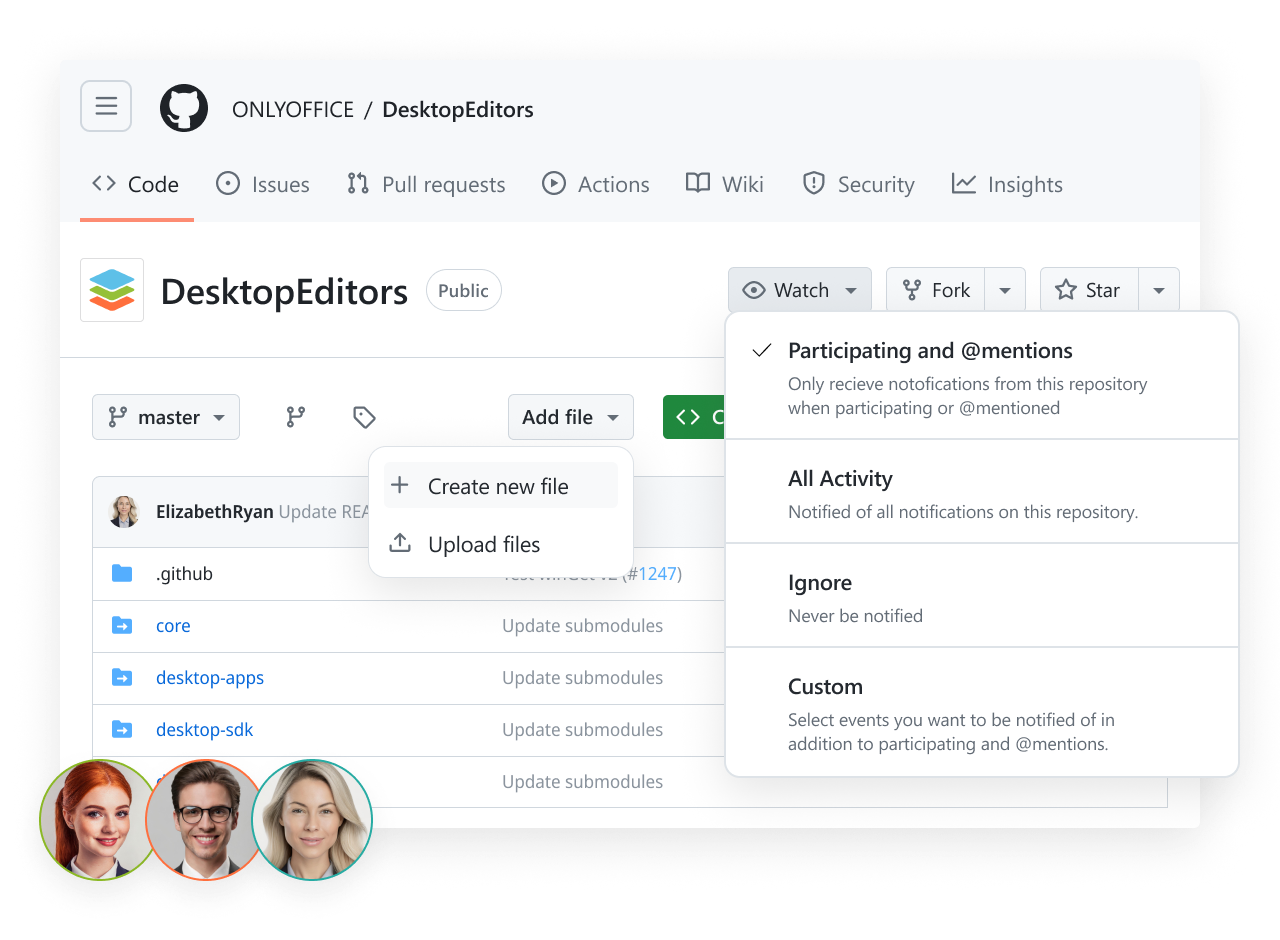 ONLYOFFICE / DesktopEditors
Code Issues Pull requests Actions Wiki Security Insights
DesktopEditors Public Watch Fork Star
Participating and @mentions
Only recieve notofications from this repository
when participating or @mentioned
master Add file C
Create new file
Upload files
All Activity
Notified of all notifications on this repository.
ElizabethRyan Update REA
.github (#1247)
Ignore
Never be notified
core Update submodules
desktop-apps Update submodules
Custom
Select events you want to be notified of in
addition to participating and @mentions.
desktop-sdk Update submodules
Update submodules